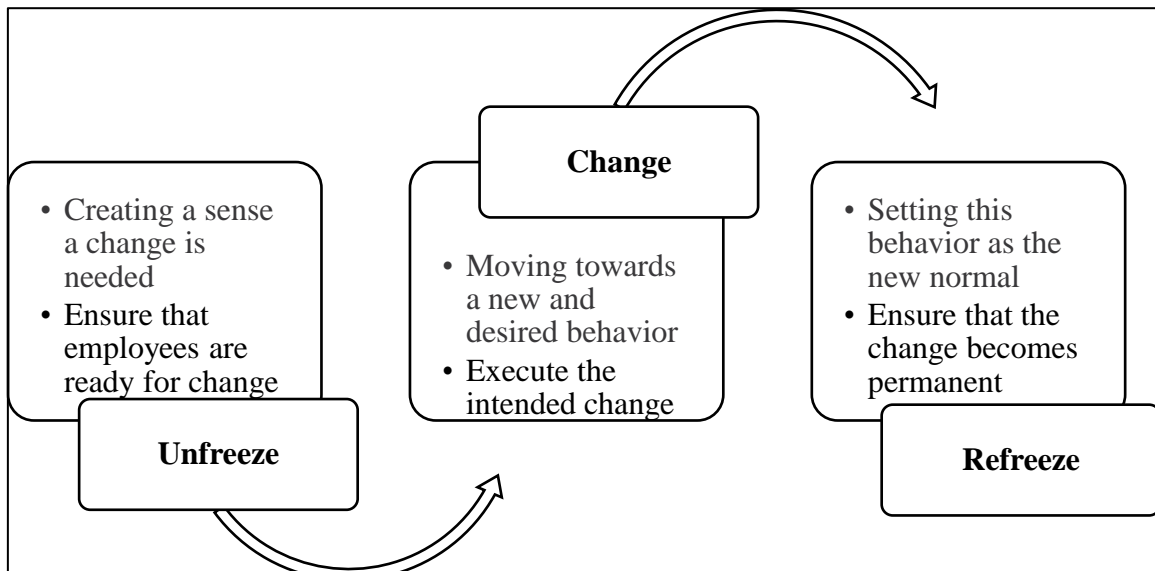 • Creating a sense
a change is
needed
• Ensure that
employees are
ready for change
Unfreeze
Change
• Moving towards
a new and
desired behavior
• Execute the
intended change
• Setting this
behavior as the
new normal
• Ensure that the
change becomes
permanent
Refreeze